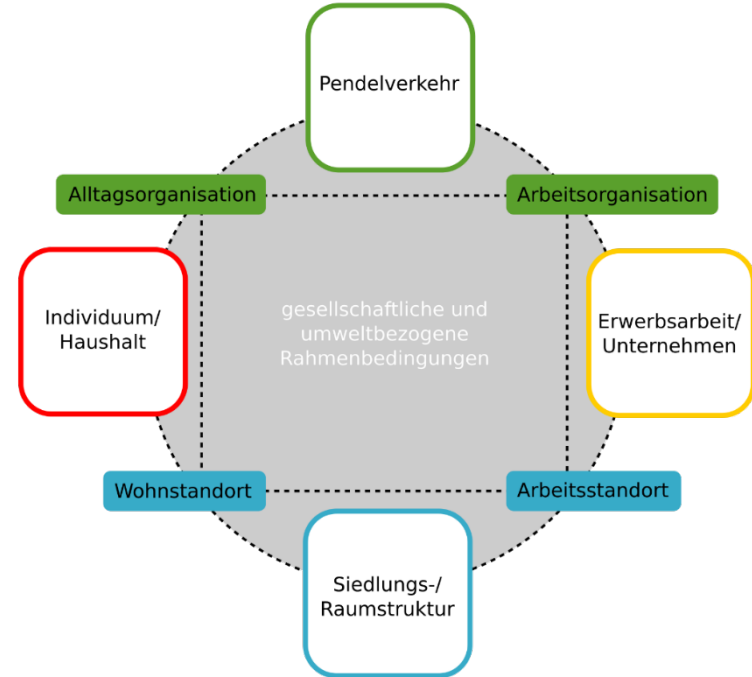 Pendelverkehr
Alltagsorganisation
Arbeitsorganisation
Individuum/
Haushalt
gesellschaftliche und
umweltbezogene
Rahmenbedingungen
Erwerbsarbeit/
Unternehmen
Wohnstandort
Arbeitsstandort
Siedlungs-/
Raumstruktur